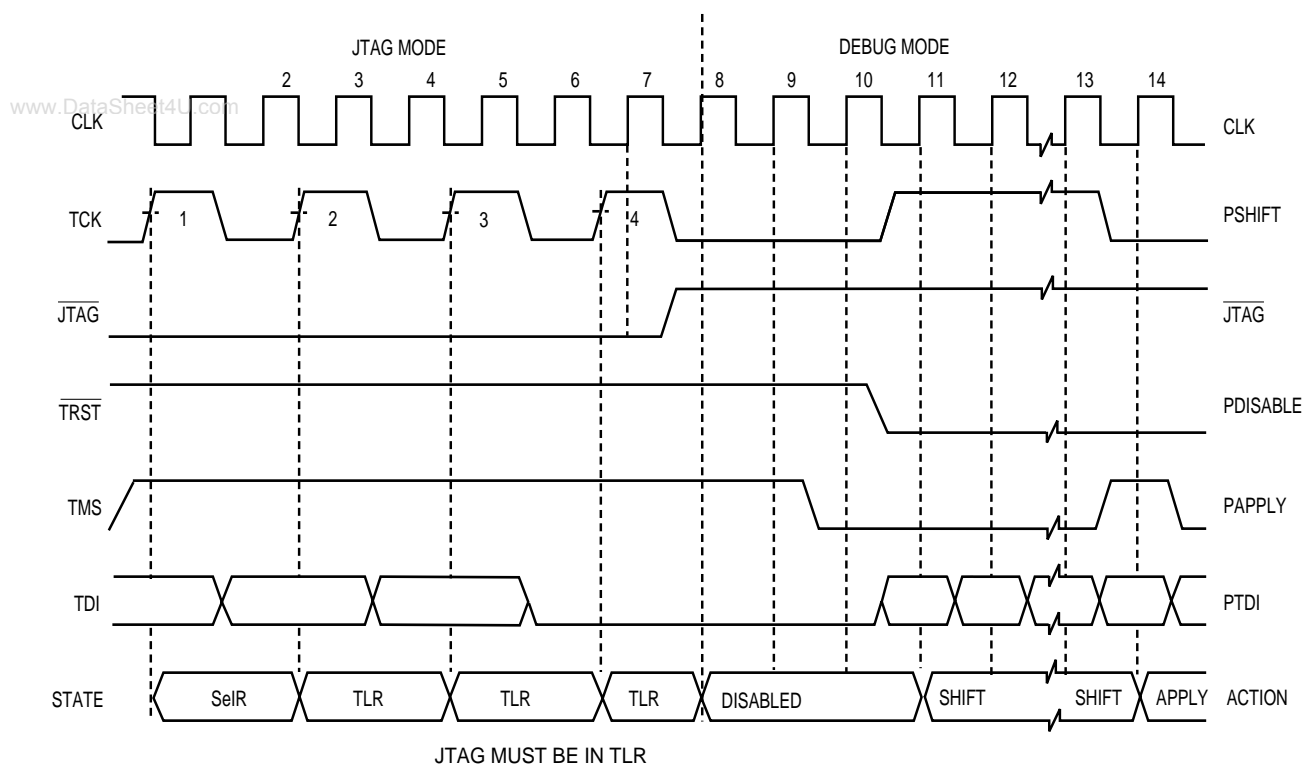 JTAG MODE DEBUG MODE
2 3 4 5 6 7 8 9 10 11 12 13 14
www.DataSheet4U.com
CLK CLK
TCK 1 2 3 4 PSHIFT
JTAG JTAG
TRST PDISABLE
TMS PAPPLY
TDI PTDI
STATE SelR TLR TLR TLR DISABLED SHIFT SHIFT APPLY ACTION
JTAG MUST BE IN TLR